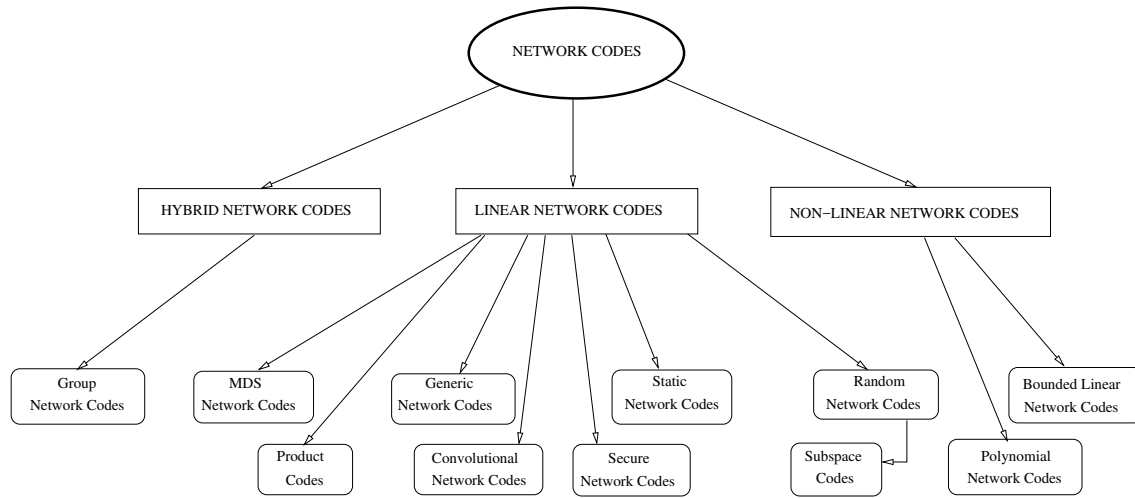 NETWORK CODES
HYBRID NETWORK CODES
LINEAR NETWORK CODES
NON-LINEAR NETWORK CODES
Group
Network Codes
MDS
Network Codes
Generic
Network Codes
Static
Network Codes
Random
Network Codes
Bounded Linear
Network Codes
Product
Codes
Convolutional
Network Codes
Secure
Network Codes
Subspace
Codes
Polynomial
Network Codes